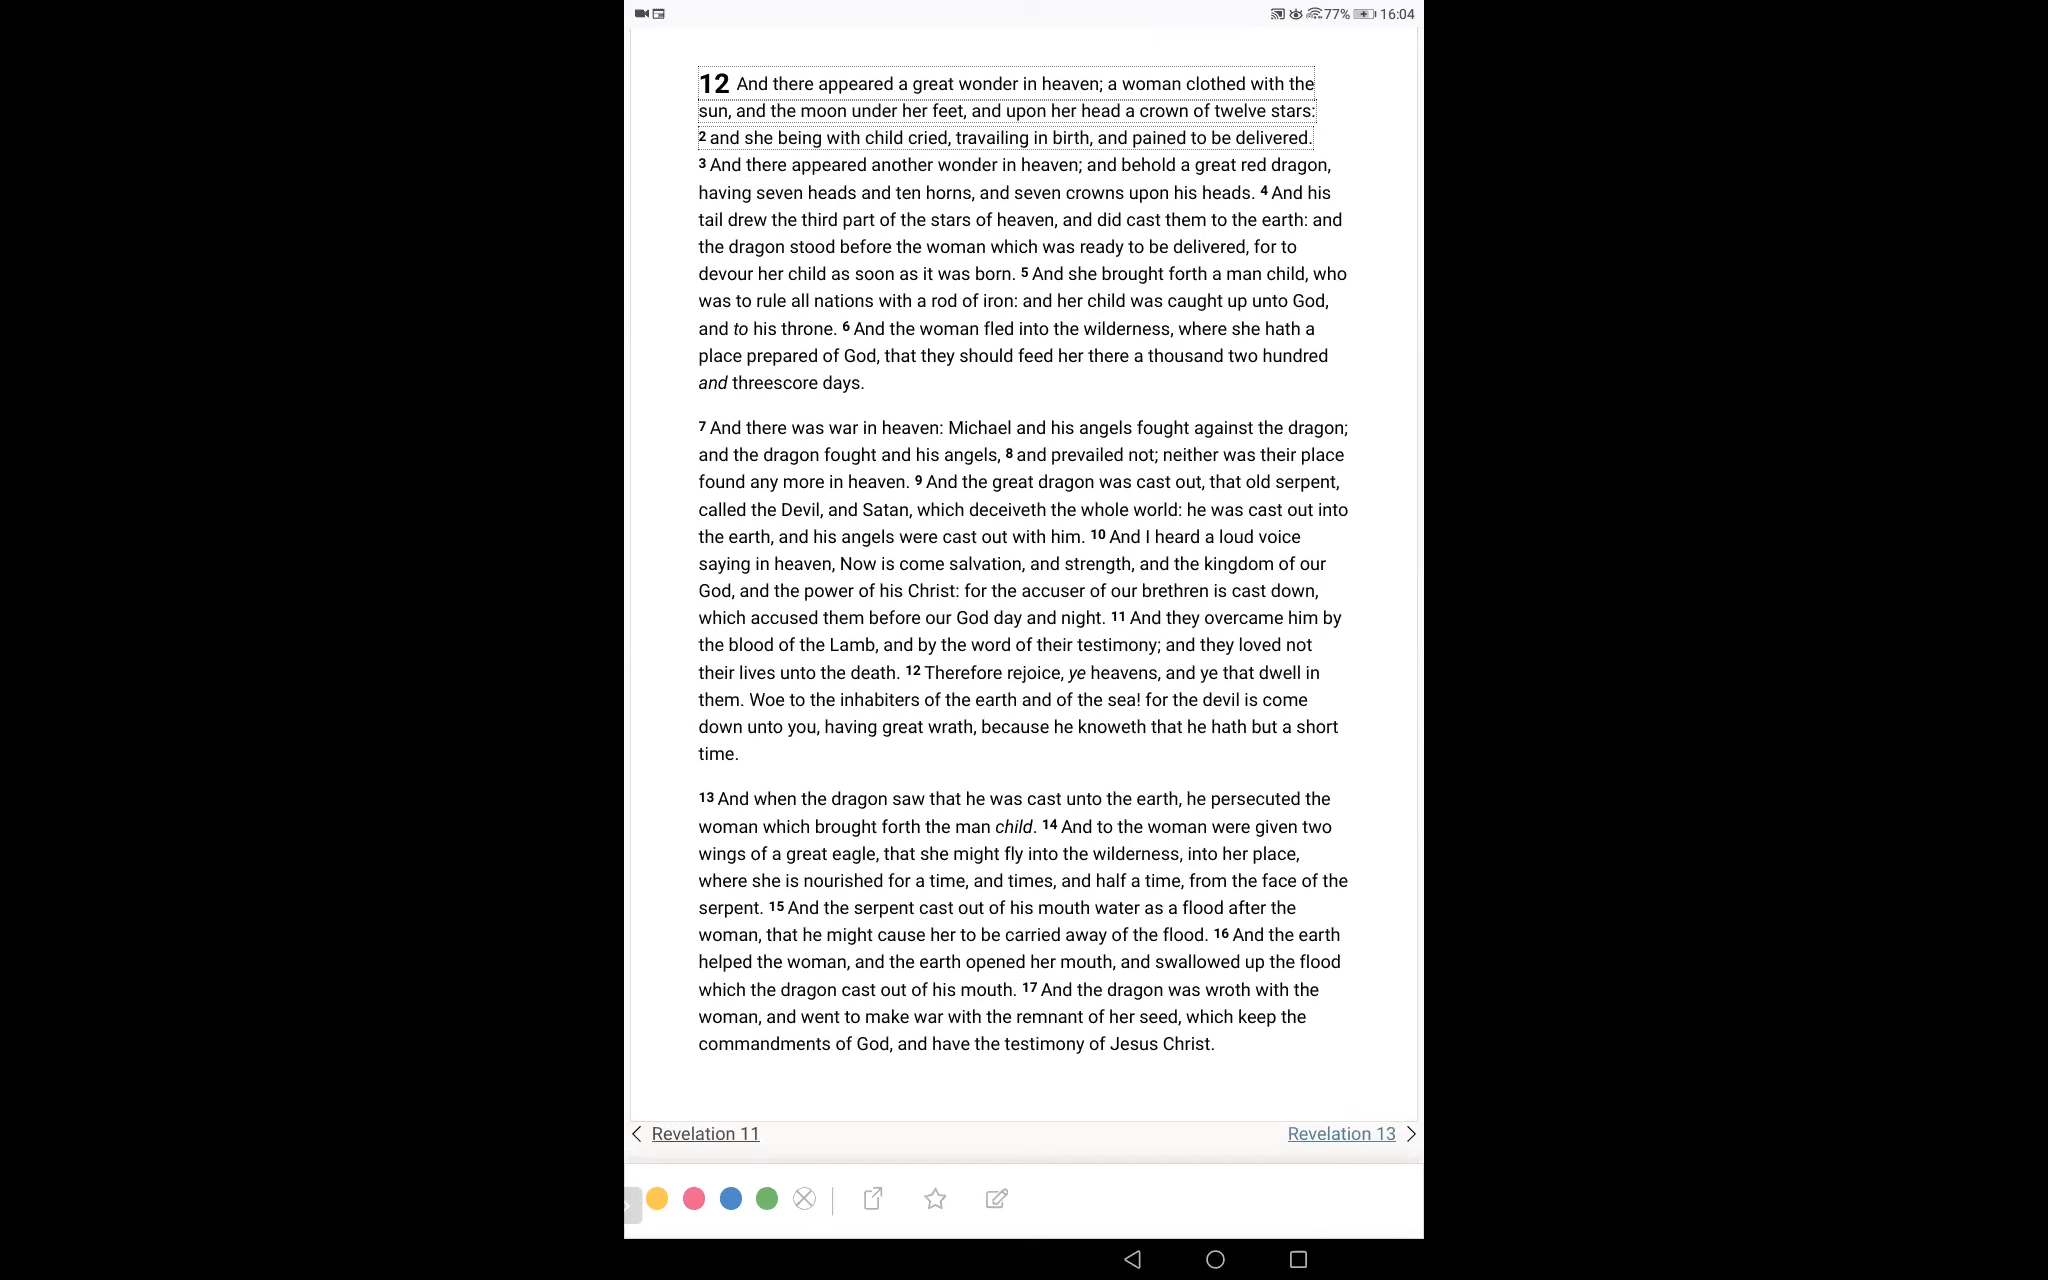 77% 16:04
12 And there appeared a great wonder in heaven; a woman clothed with the
sun, and the moon under her feet, and upon her head a crown of twelve stars:
2 and she being with child cried, travailing in birth, and pained to be delivered.
3 And there appeared another wonder in heaven; and behold a great red dragon,
having seven heads and ten horns, and seven crowns upon his heads. 4 And his
tail drew the third part of the stars of heaven, and did cast them to the earth: and
the dragon stood before the woman which was ready to be delivered, for to
devour her child as soon as it was born. 5 And she brought forth a man child, who
was to rule all nations with a rod of iron: and her child was caught up unto God,
and to his throne. 6 And the woman fled into the wilderness, where she hath a
place prepared of God, that they should feed her there a thousand two hundred
and threescore days.
7 And there was war in heaven: Michael and his angels fought against the dragon;
and the dragon fought and his angels, 8 and prevailed not; neither was their place
found any more in heaven. 9 And the great dragon was cast out, that old serpent,
called the Devil, and Satan, which deceiveth the whole world: he was cast out into
the earth, and his angels were cast out with him. 10 And I heard a loud voice
saying in heaven, Now is come salvation, and strength, and the kingdom of our
God, and the power of his Christ: for the accuser of our brethren is cast down,
which accused them before our God day and night. 11 And they overcame him by
the blood of the Lamb, and by the word of their testimony; and they loved not
their lives unto the death. 12 Therefore rejoice, ye heavens, and ye that dwell in
them. Woe to the inhabiters of the earth and of the sea! for the devil is come
down unto you, having great wrath, because he knoweth that he hath but a short
time.
13 And when the dragon saw that he was cast unto the earth, he persecuted the
woman which brought forth the man child. 14 And to the woman were given two
wings of a great eagle, that she might fly into the wilderness, into her place,
where she is nourished for a time, and times, and half a time, from the face of the
serpent. 15 And the serpent cast out of his mouth water as a flood after the
woman, that he might cause her to be carried away of the flood. 16 And the earth
helped the woman, and the earth opened her mouth, and swallowed up the flood
which the dragon cast out of his mouth. 17 And the dragon was wroth with the
woman, and went to make war with the remnant of her seed, which keep the
commandments of God, and have the testimony of Jesus Christ.
Revelation 11 Revelation 13